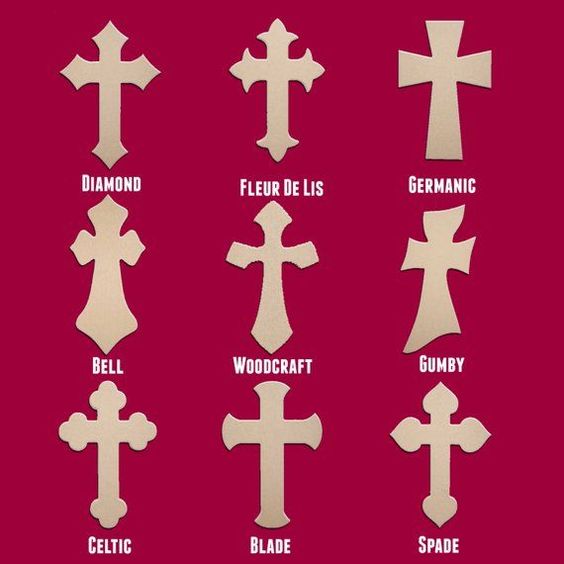 Diamond
Fleur De Lis
Germanic
Bell
Woodcraft
Gumby
Celtic
Blade
Spade